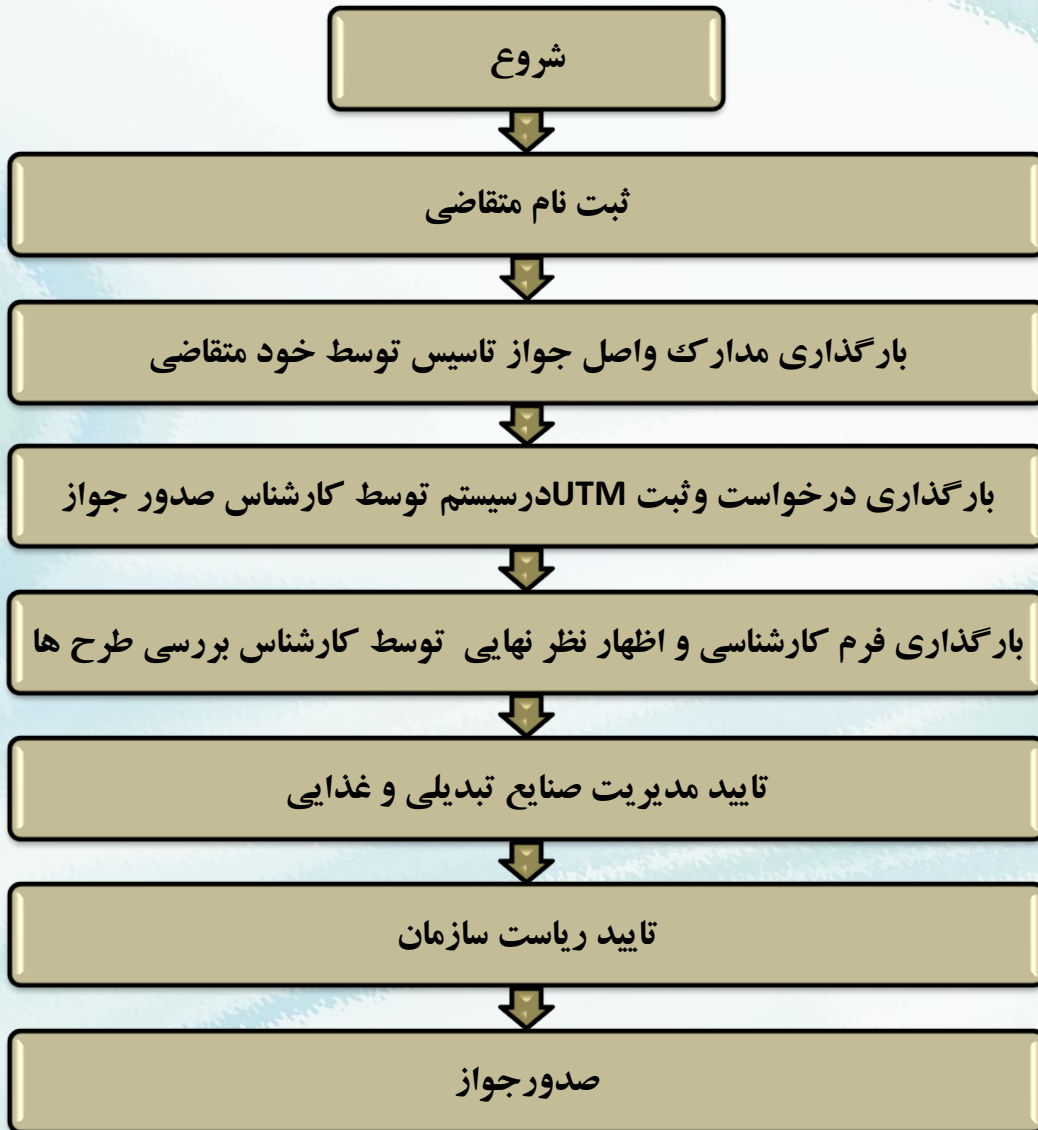 شروع
ثبت نام متقاضی
بارگذاری مدارک واصل جواز تاسیس توسط خود متقاضی
بارگذاری درخواست وثبت UTMدرسیستم توسط کارشناس صدور جواز
بارگذاری فرم کارشناسی و اظهار نظر نهایی توسط کارشناس بررسی طرح ها
تایید مدیریت صنایع تبدیلی و غذایی
تایید ریاست سازمان
صدورجواز